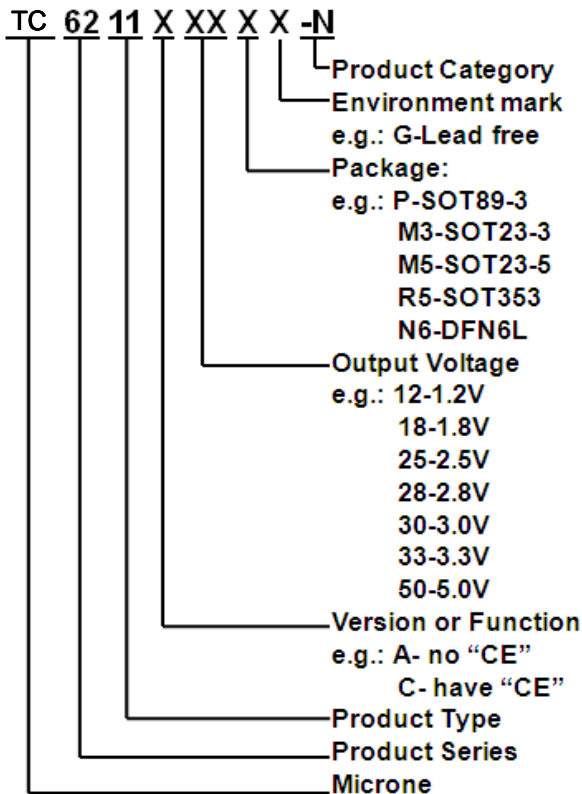 TC 62 11 X XX X X -N
Product Category
Environment mark
e.g.: G-Lead free
Package:
e.g.: P-SOT89-3
M3-SOT23-3
M5-SOT23-5
R5-SOT353
N6-DFN6L
Output Voltage
e.g.: 12-1.2V
18-1.8V
25-2.5V
28-2.8V
30-3.0V
33-3.3V
50-5.0V
Version or Function
e.g.: A- no “CE”
C- have “CE”
Product Type
Product Series
Microne